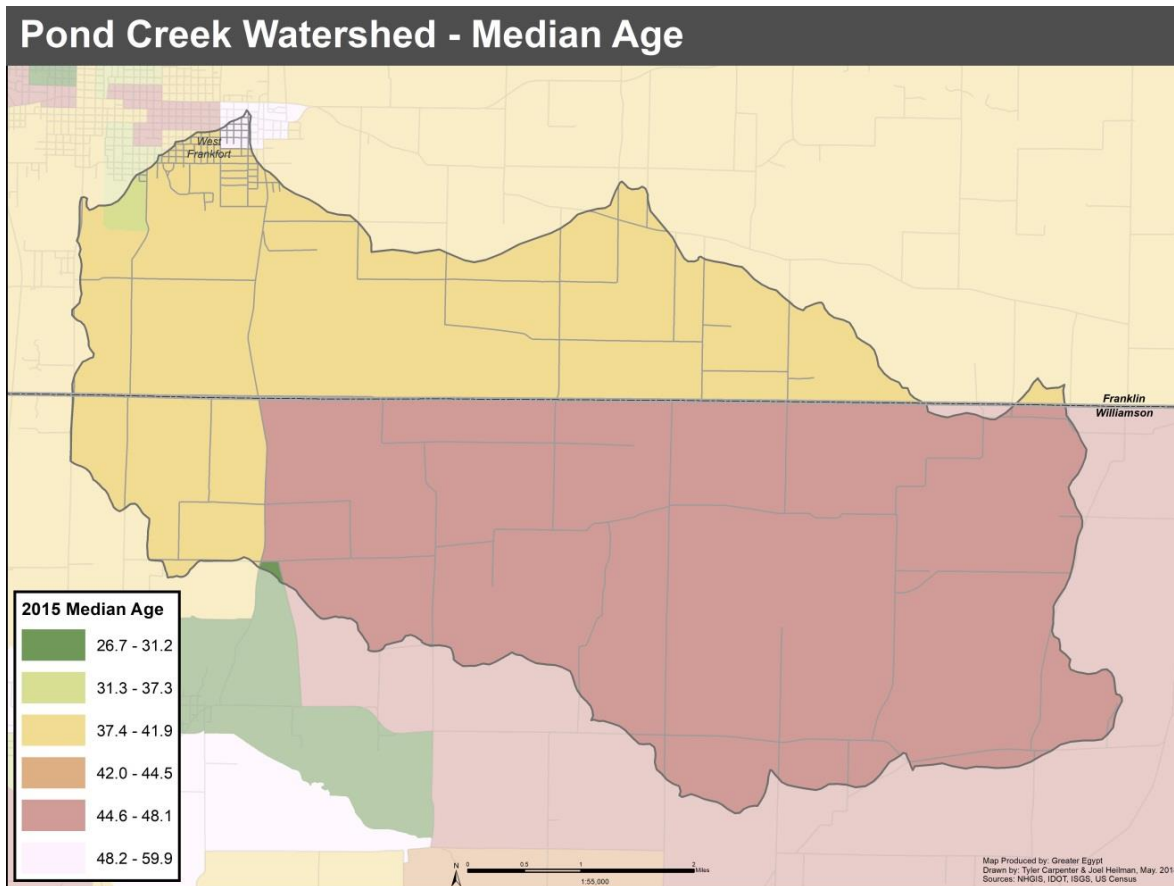 Pond Creek Watershed - Median Age
West
Frankfort
Franklin
Williamson
2015 Median Age
26.7 - 31.2
31.3 - 37.3
37.4 - 41.9
42.0 - 44.5
44.6 - 48.1
48.2 - 59.9
N
0 0.5 1 2
Miles
1:55,000
Map Produced by: Greater Egypt
Drawn by: Tyler Carpenter & Joel Heilman, May. 201
Sources: NHGIS, IDOT, ISGS, US Census